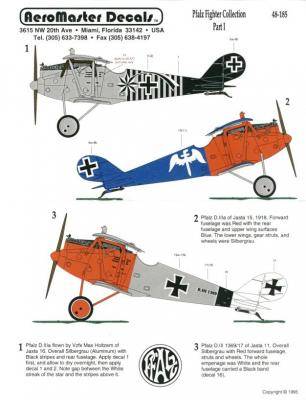 AeroMaster Decals™
3615 NW 20th Ave • Miami, Florida 33142 • USA
Tel. (305) 633-7398 • Fax (305) 638-4197
Pfalz Fighter Collection
Part I
48-185
1
2
2 Pfalz D.IIIa of Jasta 15, 1918. Forward
fuselage was Red with the rear
fuselage and upper wing surfaces
Blue. The lower wings, gear struts, and
wheels were Silbergrau.
3
1 Pfalz D.IIIa flown by Vzfw Max Holtzem of
Jasta 16. Overall Silbergrau (Aluminum) with
Black stripes and rear fuselage. Apply decal 1
first, and allow to dry overnight, then apply
decal 1 and 2. Note gap between the White
streak of the star and the stripes above it.
PFALZ
3 Pfalz D.III 1369/17 of Jasta 11. Overall
Silbergrau with Red forward fuselage,
struts and wheels. The whole
empenage was White and the rear
fuselage carried a Black band
(decal 16).
Copyright © 1995